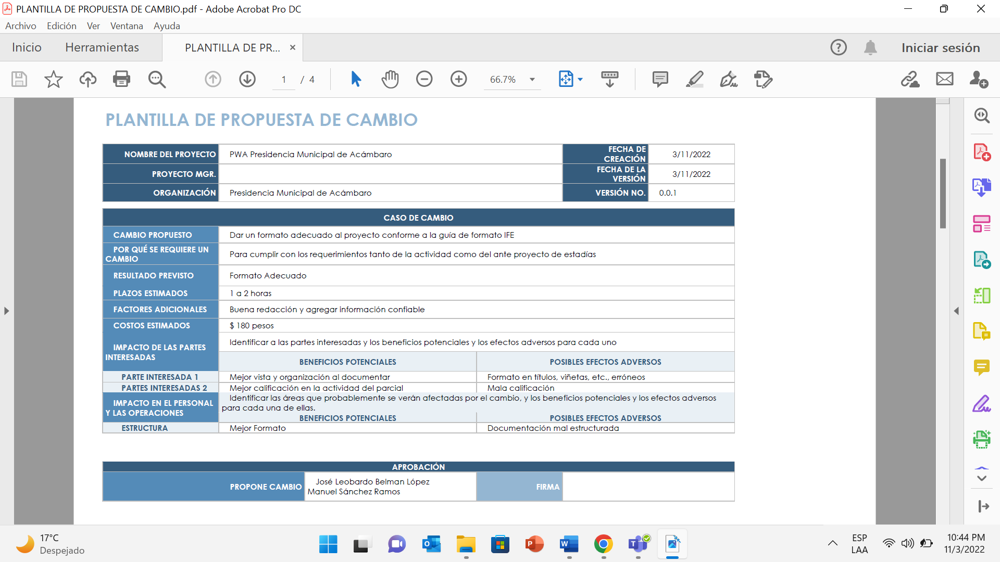 PLANTILLA DE PROPUESTA DE CAMBIO.pdf - Adobe Acrobat Pro DC
Archivo Edición Ver Ventana Ayuda
Inicio Herramientas PLANTILLA DE PR... × Iniciar sesión
1 / 4 66.7%
PLANTILLA DE PROPUESTA DE CAMBIO
NOMBRE DEL PROYECTO PWA Presidencia Municipal de Acámbaro FECHA DE CREACIÓN 3/11/2022
PROYECTO MGR. FECHA DE LA VERSIÓN 3/11/2022
ORGANIZACIÓN Presidencia Municipal de Acámbaro VERSIÓN NO. 0.0.1
CASO DE CAMBIO
CAMBIO PROPUESTO Dar un formato adecuado al proyecto conforme a la guía de formato IFE
POR QUÉ SE REQUIERE UN CAMBIO Para cumplir con los requerimientos tanto de la actividad como del ante proyecto de estadías
RESULTADO PREVISTO Formato Adecuado
PLAZOS ESTIMADOS 1 a 2 horas
FACTORES ADICIONALES Buena redacción y agregar información confiable
COSTOS ESTIMADOS $ 180 pesos
IMPACTO DE LAS PARTES INTERESADAS Identificar a las partes interesadas y los beneficios potenciales y los efectos adversos para cada uno
BENEFICIOS POTENCIALES POSIBLES EFECTOS ADVERSOS
PARTE INTERESADA 1 Mejor vista y organización al documentar Formato en títulos, viñetas, etc., erróneos
PARTES INTERESADAS 2 Mejor calificación en la actividad del parcial Mala calificación
IMPACTO EN EL PERSONAL Y LAS OPERACIONES Identificar las áreas que probablemente se verán afectadas por el cambio, y los beneficios potenciales y los efectos adversos
para cada una de ellas.
BENEFICIOS POTENCIALES POSIBLES EFECTOS ADVERSOS
ESTRUCTURA Mejor Formato Documentación mal estructurada
APROBACIÓN
PROPONE CAMBIO José Leobardo Belman López FIRMA
Manuel Sánchez Ramos
17°C
Despejado
ESP
LAA
10:44 PM
11/3/2022